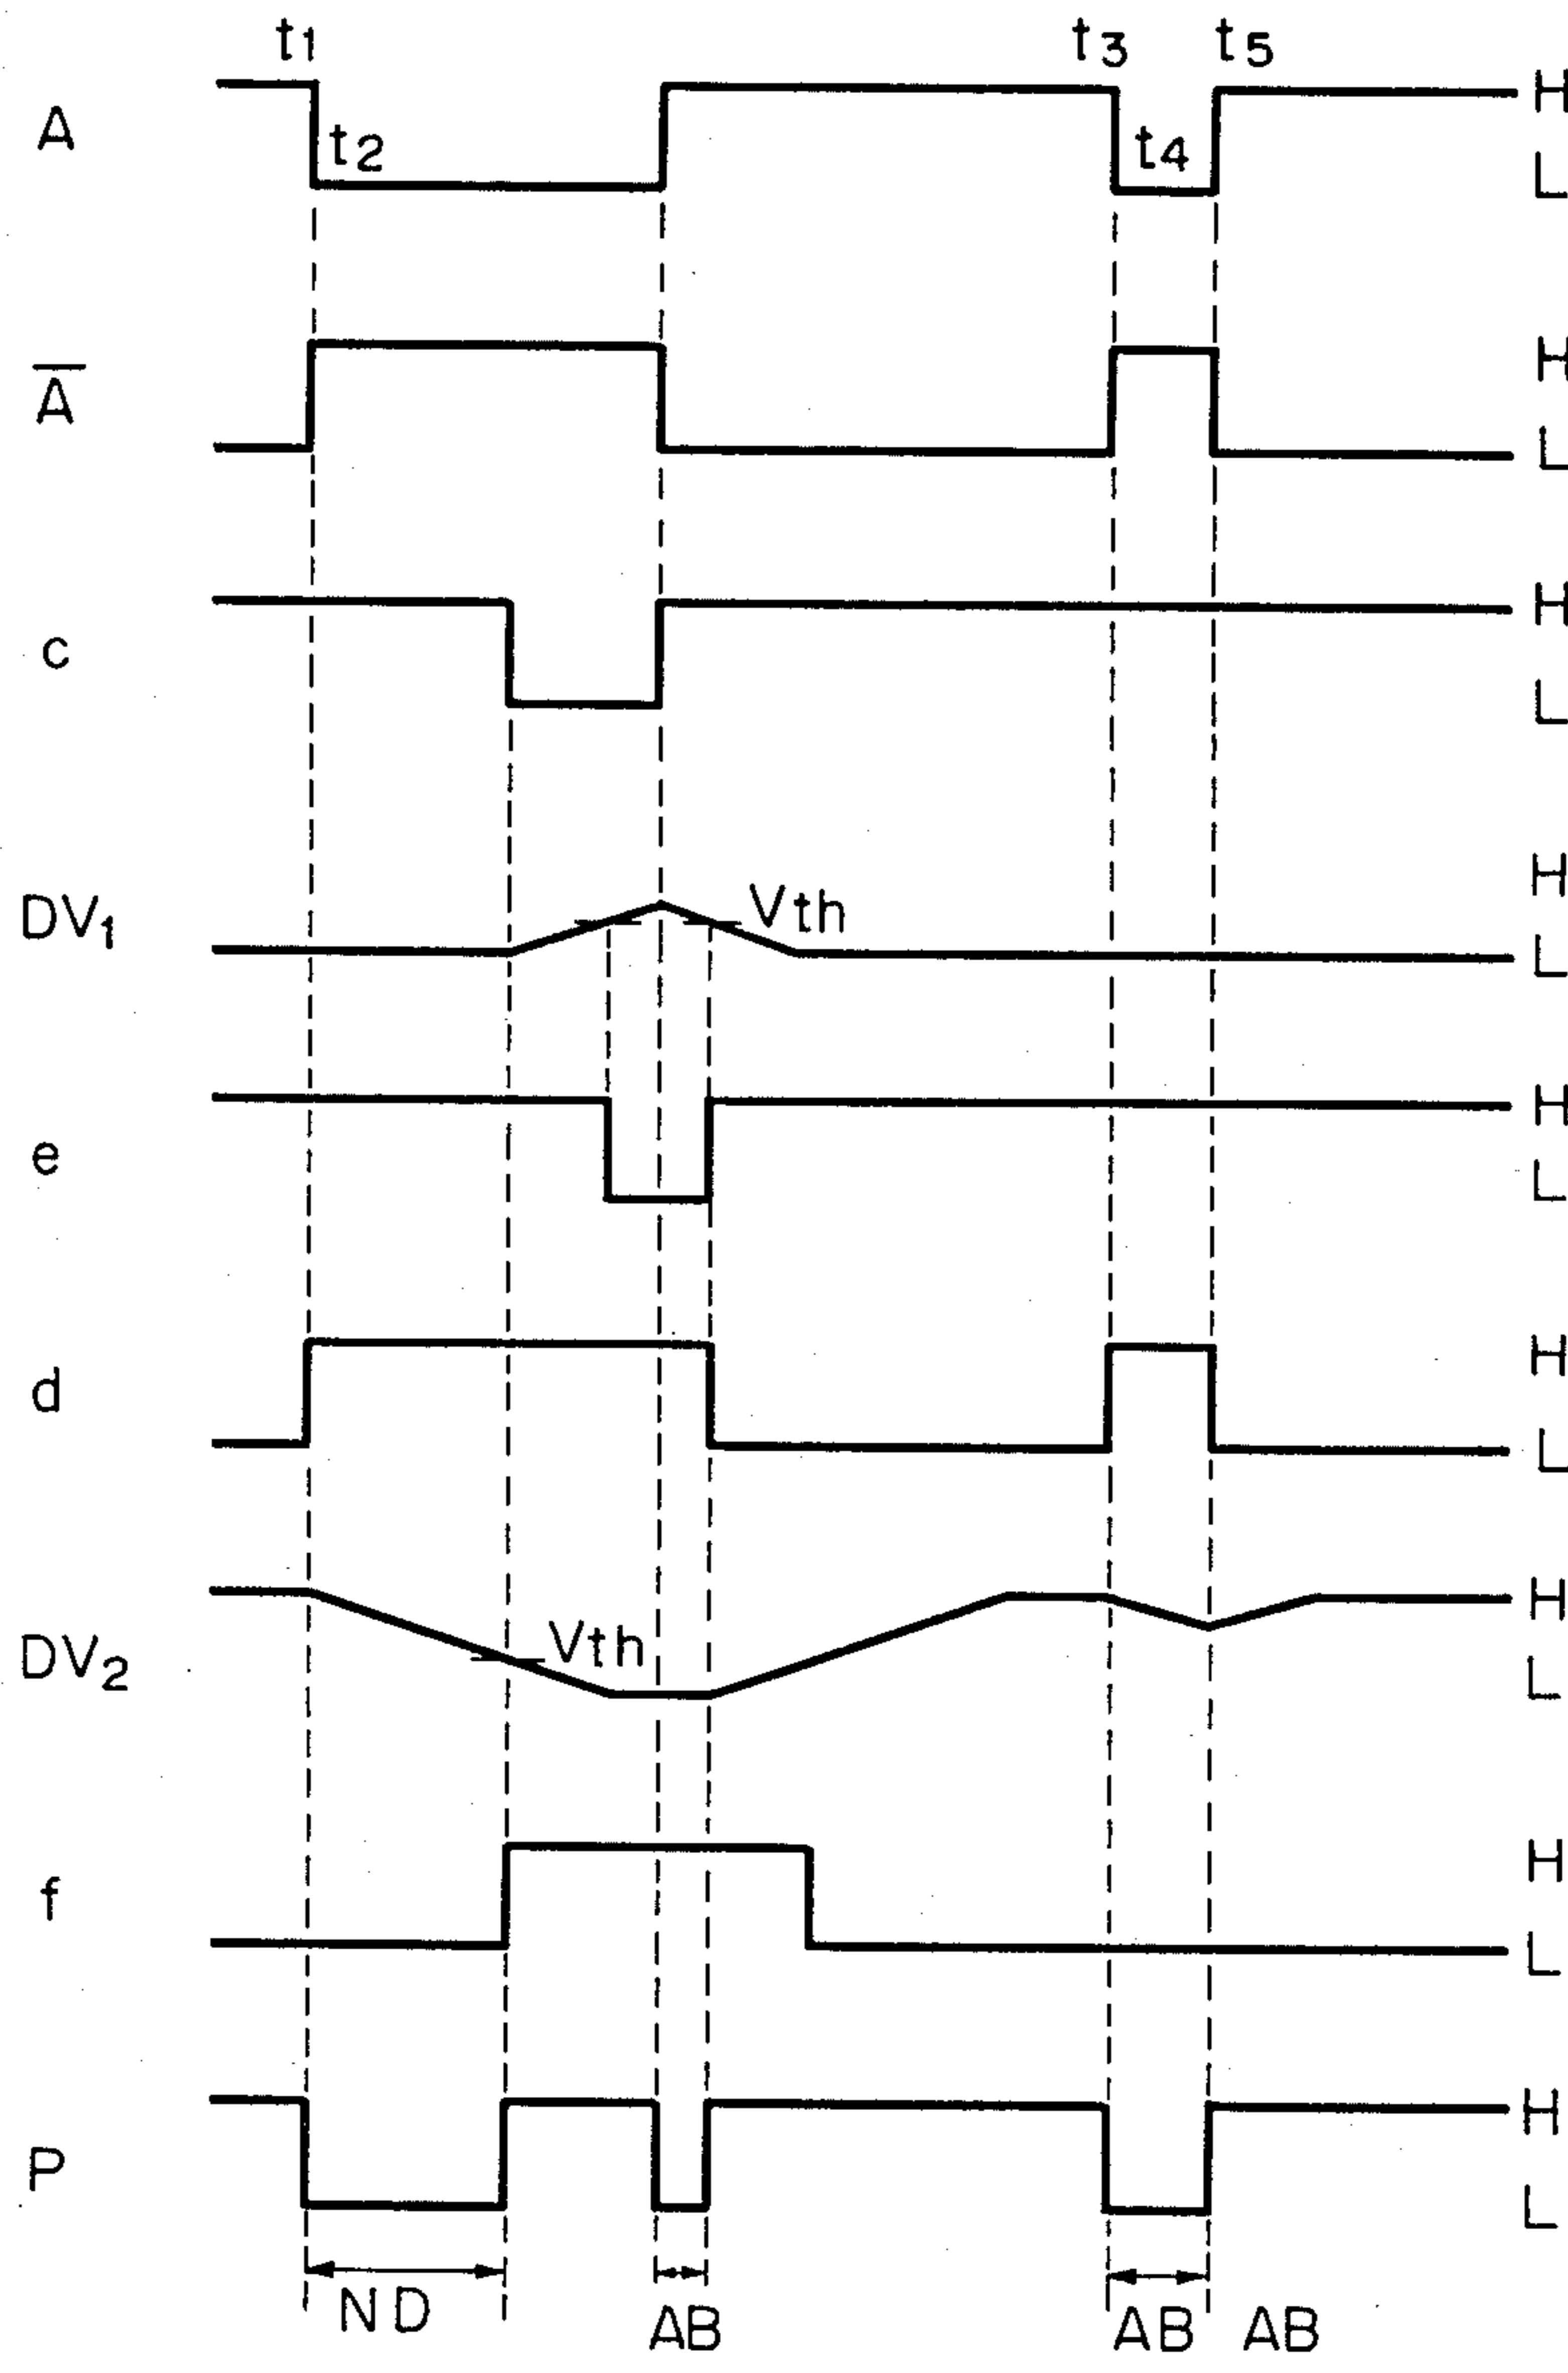 t1 t3 t5
A t2 t4 H
L
A H
L
c H
L
DV1 Vth H
L
e H
L
d H
L
DV2 Vth H
L
f H
L
P H
L
ND AB AB AB